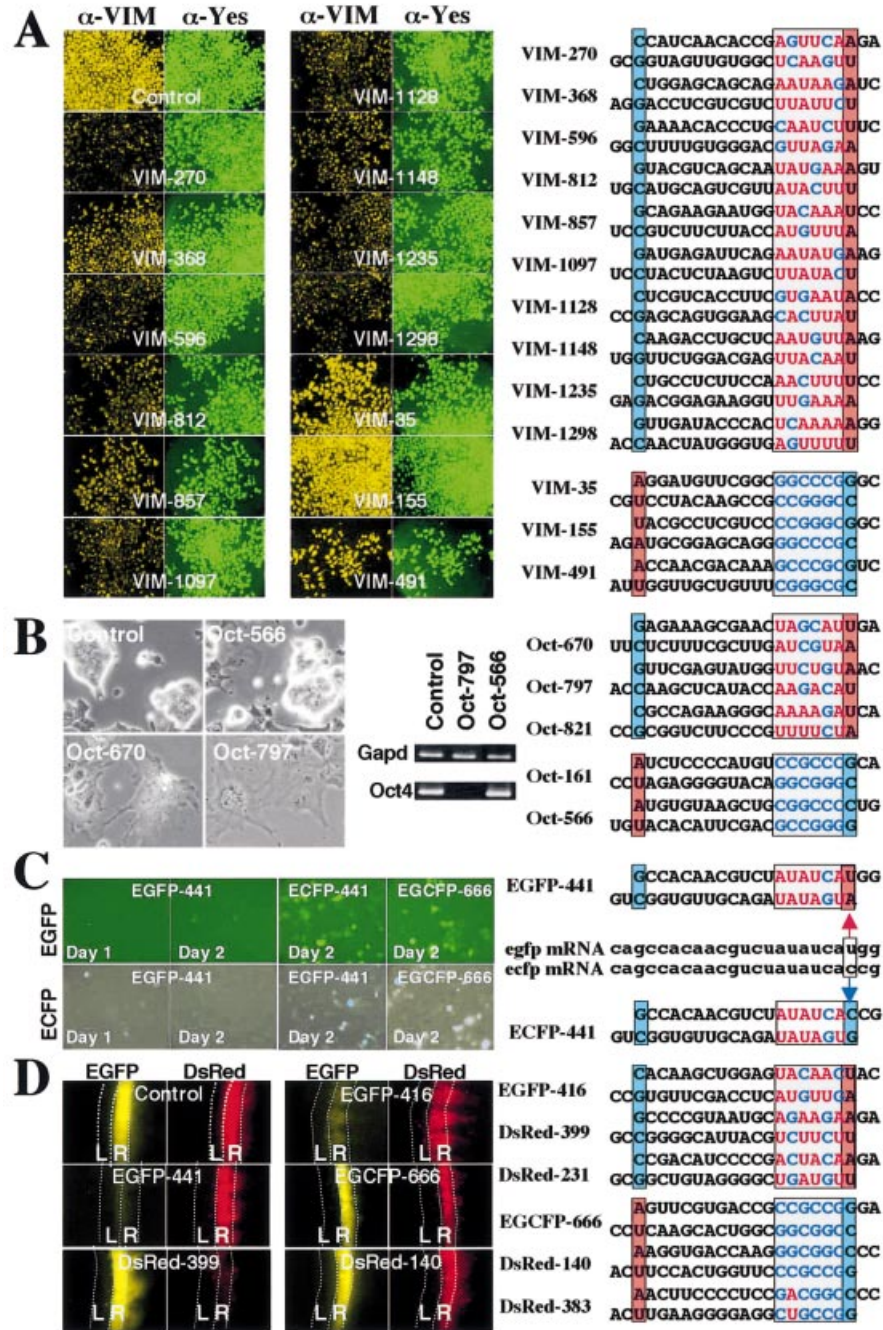 A
α-VIM α-Yes α-VIM α-Yes
Control
VIM-270
VIM-368
VIM-596
VIM-812
VIM-857
VIM-1097
VIM-1128
VIM-1148
VIM-1235
VIM-1298
VIM-35
VIM-155
VIM-491
VIM-270
CCAUCAACACCGAGUUCAAGA
GCGGUAGUUGUGGCUCAAGUU
VIM-368
CUGGAGCAGCAGAAUAAGAUC
AGGACCUCGUCGUCUUAUUCU
VIM-596
GAAAACACCCUGCAAUCUUUC
GGCUUUUGUGGGACGUUAGAA
VIM-812
GUACGUCAGCAAUAUGAAAGU
UGCAUGCAGUCGUUAUACUUU
VIM-857
GCAGAAGAAUGGUACAAAUCC
UCCGUCUUCUUACCAUGUUUA
VIM-1097
GAUGAGAUUCAGAAUAUGAAG
UCCUACUCUAAGUCUUAUACU
VIM-1128
CUCGUCACCUUCGUGAAUACC
CCGAGCAGUGGAAGCACUUAU
VIM-1148
CAAGACCUGCUCAAUGUUAAG
UGGUUCUGGACGAGUUACAAU
VIM-1235
CUGCCUCUUCCAAACUUUUCC
GAGACGGAGAAGGUUUGAAAA
VIM-1298
GUUGAUACCCACUCAAAAAGG
ACCAACUAUGGGUGAGUUUUU
VIM-35
AGGAUGUUCGGCGGCCCGGGC
CGUCCUACAAGCCGCCGGGCC
VIM-155
UACGCCUCGUCCCCGGGCGGC
AGAUGCGGAGCAGGGGCCCGC
VIM-491
ACCAACGACAAAGCCCGCGUC
AUUGGUUGCUGUUUCGGGCGC
B
Control
Oct-566
Oct-670
Oct-797
Control
Oct-797
Oct-566
Gapd
Oct4
Oct-670
GAGAAAGCGAACUAGCAUUGA
UUCUCUUUCGCUUGAUCGUAA
Oct-797
GUUCGAGUAUGGUUCUGUAAC
ACCAAGCUCAUACCAAGACAU
Oct-821
CGCCAGAAGGGCAAAAGAUCA
CCGCGGUCUUCCCGUUUUCUA
Oct-161
AUCUCCCCAUGUCCGCCCGCA
CCUAGAGGGGUACAGGCGGGC
Oct-566
AUGUGUAAGCUGCGGCCCCUG
UGUACACAUUCGACGCCGGGG
C
EGFP
EGFP-441
ECFP-441
EGCFP-666
Day 1
Day 2
Day 2
Day 2
ECFP
EGFP-441
ECFP-441
EGCFP-666
Day 1
Day 2
Day 2
Day 2
EGFP-441
GCCACAACGUCUAUAUCAUGG
GUCGGUGUUGCAGAUAUAGUA
egfp mRNA cagccacaacgucuauaucaugg
ecfp mRNA cagccacaacgucuauaucaccg
ECFP-441
GCCACAACGUCUAUAUCACCG
GUCGGUGUUGCAGAUAUAGUG
D
EGFP DsRed EGFP DsRed
Control
L R L R
EGFP-416
L R L R
EGFP-441
L R L R
EGCFP-666
L R L R
DsRed-399
L R L R
DsRed-140
L R L R
EGFP-416
CACAAGCUGGAGUACAACUAC
CCGUGUUCGACCUCAUGUUGA
DsRed-399
GCCCCGUAAUGCAGAAGAAGA
GCCGGGGCAUUACGUCUUCUU
DsRed-231
CCGACAUCCCCGACUACAAGA
GCGGCUGUAGGGGCUGAUGUU
EGCFP-666
AGUUCGUGACCGCCGCCGGGA
CCUCAAGCACUGGCGGCGGCC
DsRed-140
AAGGUGACCAAGGGCGGCCCC
ACUUCCACUGGUUCCCGCCGG
DsRed-383
AACUUCCCCUCCGACGGCCCC
ACUUGAAGGGGAGGCUGCCGG